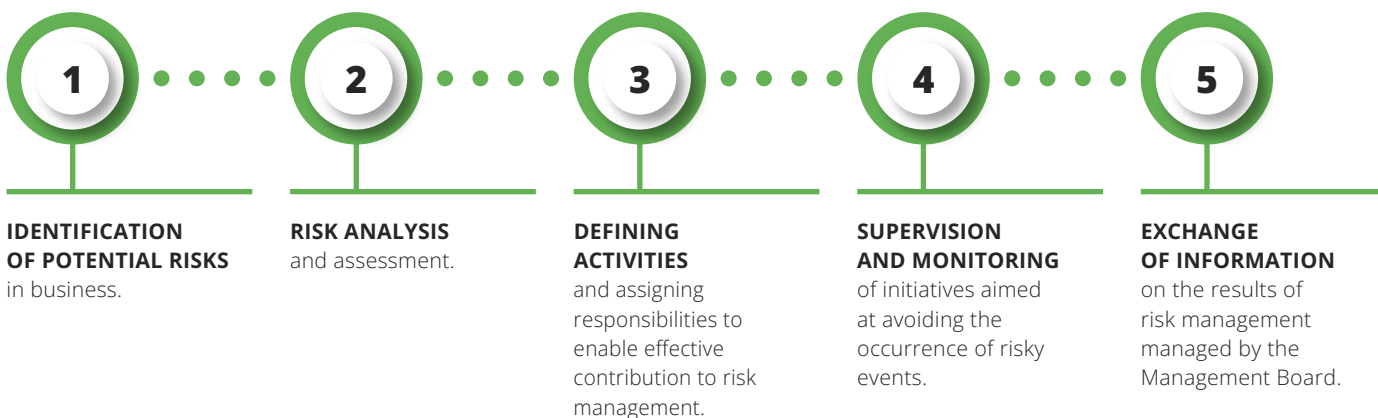 1
IDENTIFICATION
OF POTENTIAL RISKS
in business.
2
RISK ANALYSIS
and assessment.
3
DEFINING
ACTIVITIES
and assigning
responsibilities to
enable effective
contribution to risk
management.
4
SUPERVISION
AND MONITORING
of initiatives aimed
at avoiding the
occurrence of risky
events.
5
EXCHANGE
OF INFORMATION
on the results of
risk management
managed by the
Management Board.